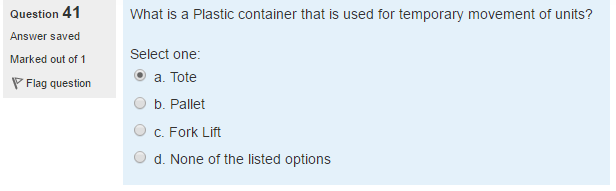 Question 41
Answer saved
Marked out of 1
Flag question
What is a Plastic container that is used for temporary movement of units?
Select one:
a. Tote
b. Pallet
c. Fork Lift
d. None of the listed options